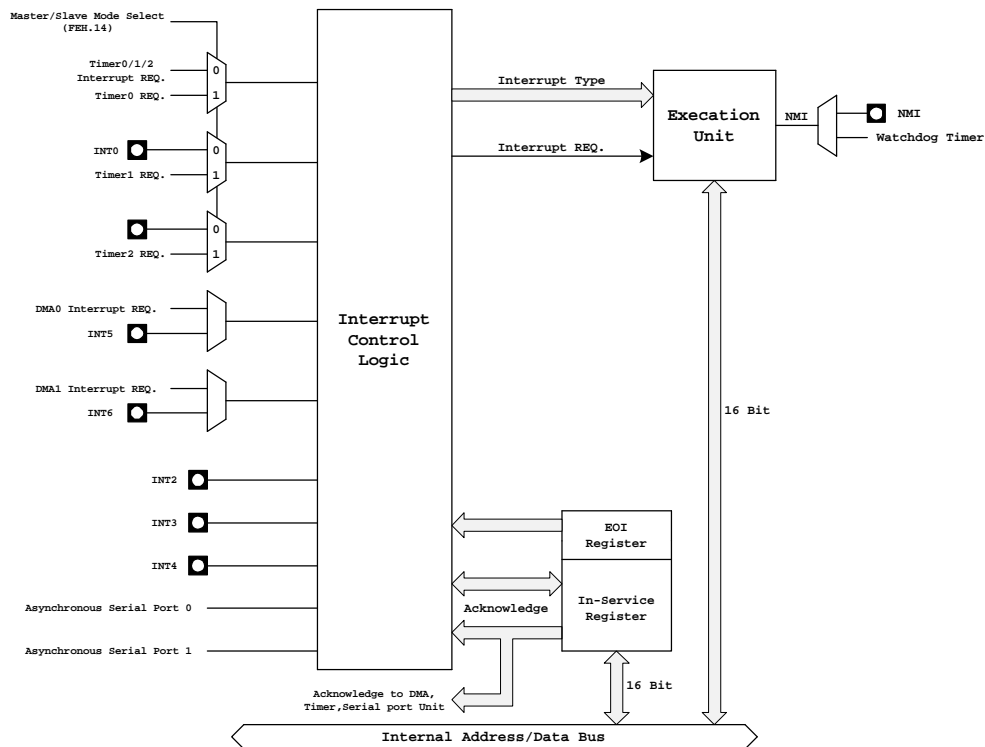 Master/Slave Mode Select
(FEH.14)
Timer0/1/2
Interrupt REQ.
0
Timer0 REQ.
1
INT0
0
Timer1 REQ.
1
0
Timer2 REQ.
1
DMA0 Interrupt REQ.
INT5
DMA1 Interrupt REQ.
INT6
INT2
INT3
INT4
Asynchronous Serial Port 0
Asynchronous Serial Port 1
Interrupt
Control
Logic
Interrupt Type
Interrupt REQ.
Execation
Unit
NMI
NMI
Watchdog Timer
16 Bit
EOI
Register
In-Service
Register
Acknowledge
Acknowledge to DMA,
Timer,Serial port Unit
16 Bit
Internal Address/Data Bus